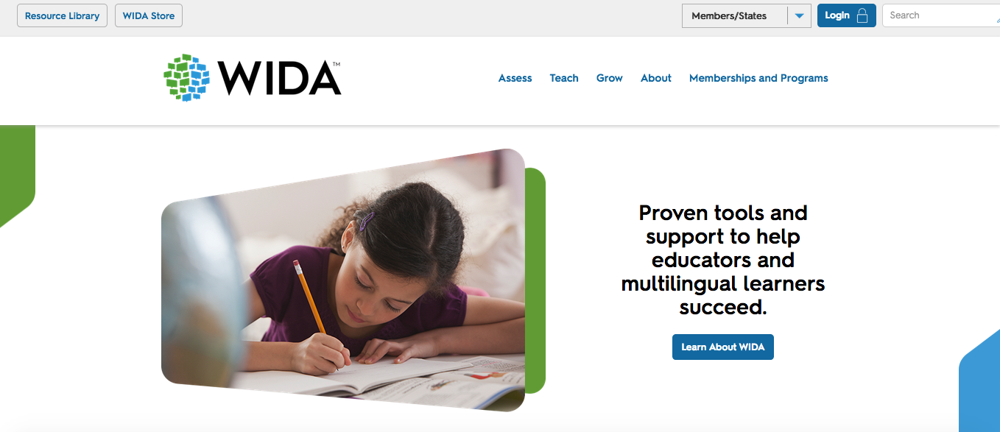 Resource Library
WIDA Store
Members/States
Login
Search
WIDA™
Assess
Teach
Grow
About
Memberships and Programs
Proven tools and
support to help
educators and
multilingual learners
succeed.
Learn About WIDA